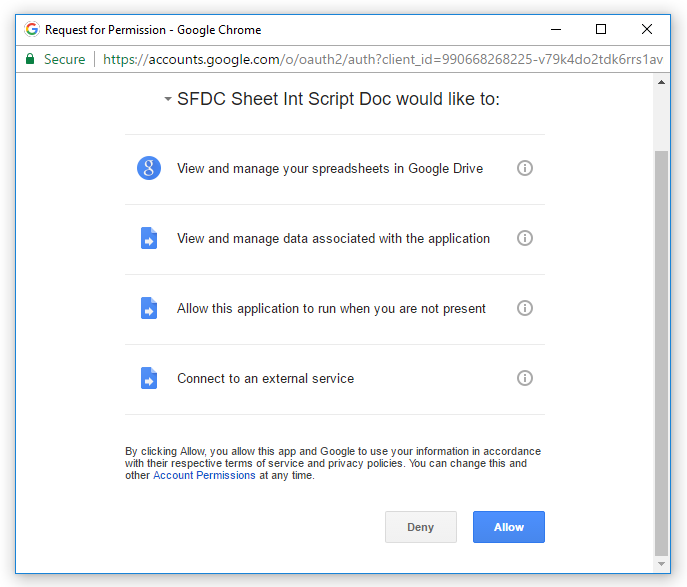 Request for Permission - Google Chrome
Secure
https://accounts.google.com/o/oauth2/auth?client_id=990668268225-v79k4do2tdk6rrs1av
SFDC Sheet Int Script Doc would like to:
View and manage your spreadsheets in Google Drive
View and manage data associated with the application
Allow this application to run when you are not present
Connect to an external service
By clicking Allow, you allow this app and Google to use your information in accordance
with their respective terms of service and privacy policies. You can change this and
other Account Permissions at any time.
Deny
Allow